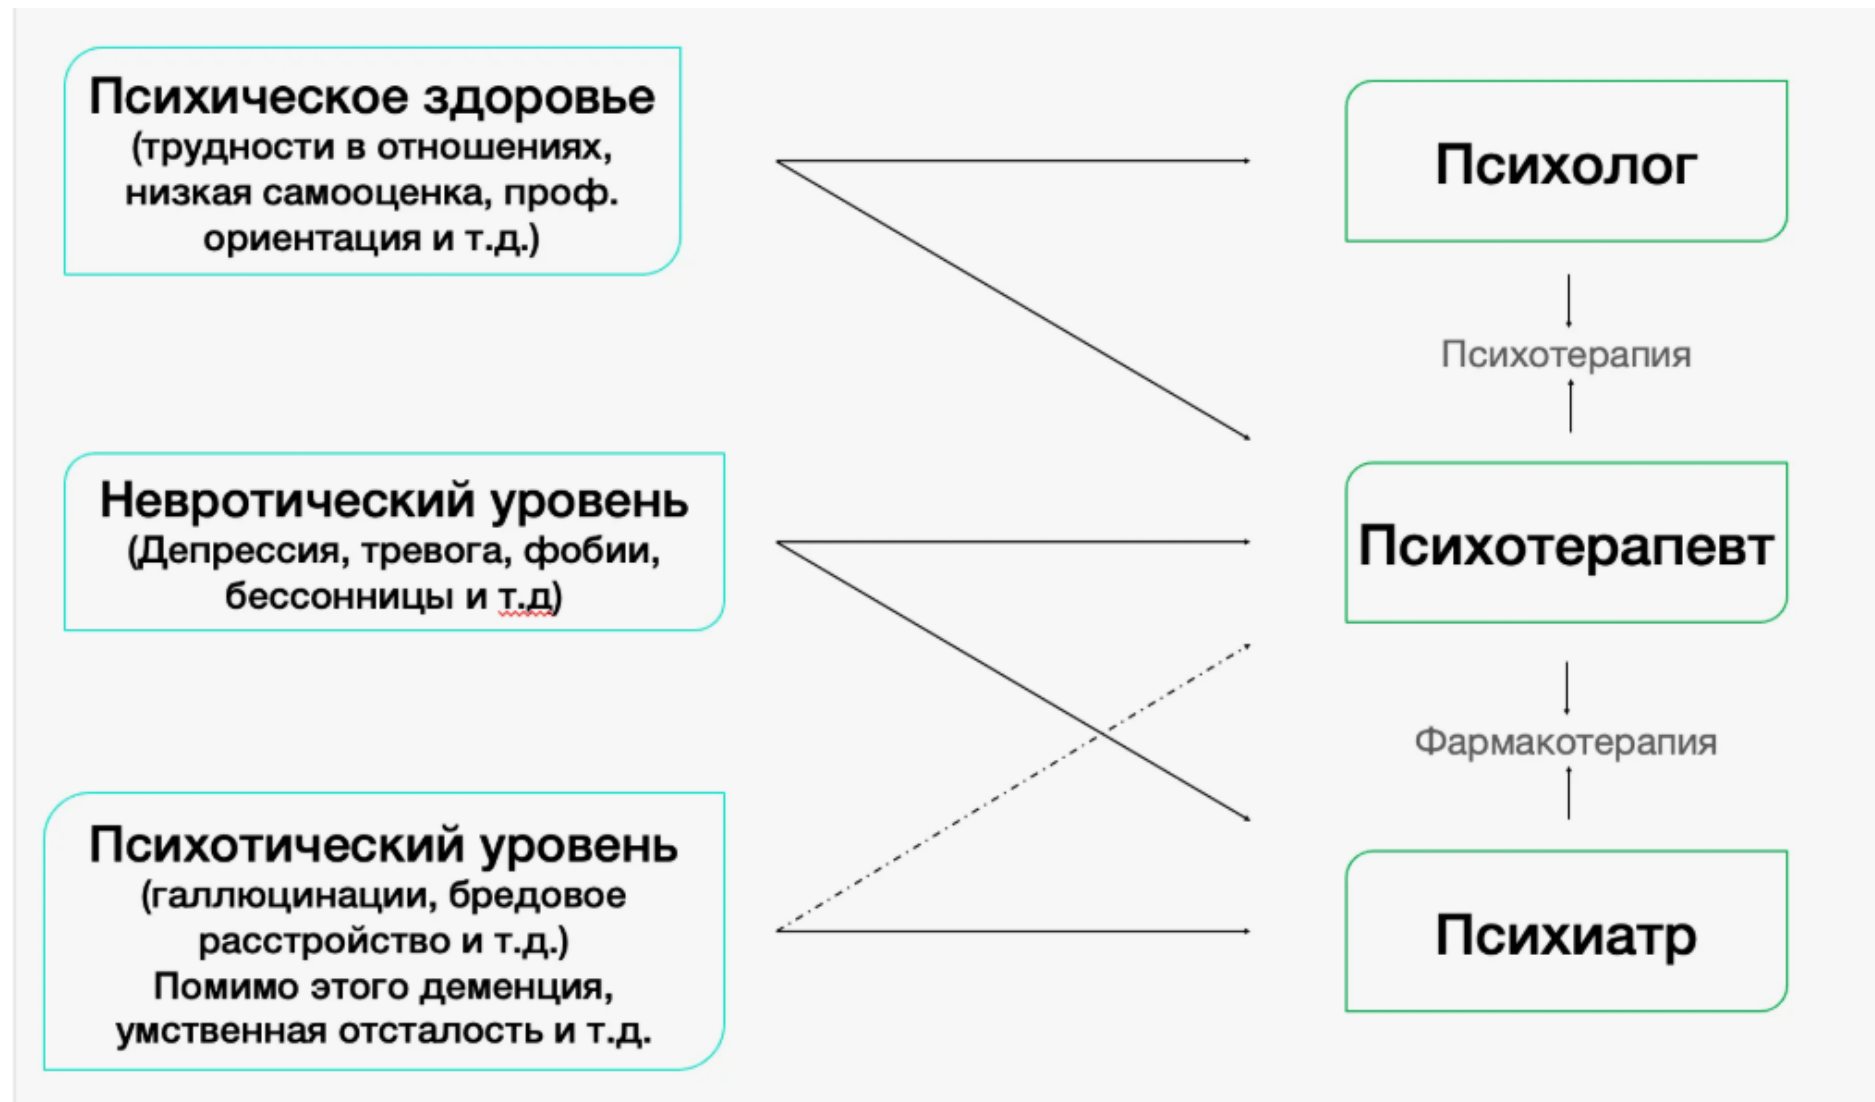 Психическое здоровье
(трудности в отношениях,
низкая самооценка, проф.
ориентация и т.д.)
Психолог
Психотерапия
Невротический уровень
(Депрессия, тревога, фобии,
бессонницы и т.д)
Психотерапевт
Фармакотерапия
Психотический уровень
(галлюцинации, бредовое
расстройство и т.д.)
Помимо этого деменция,
умственная отсталость и т.д.
Психиатр